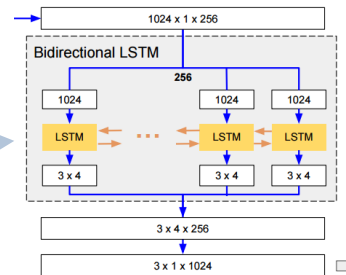 1024 x 1 x 256
Bidirectional LSTM
256
1024 1024 1024
LSTM LSTM LSTM
3 x 4 3 x 4 3 x 4
3 x 4 x 256
3 x 1 x 1024